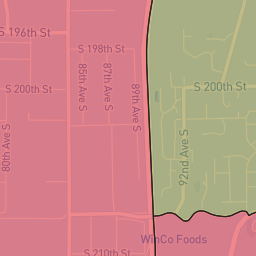 S 196th St
S 198th St
S 200th St
S 200th St
80th Ave S
85th Ave S
87th Ave S
89th Ave S
92nd Ave S
WinCo Foods
S 210th St